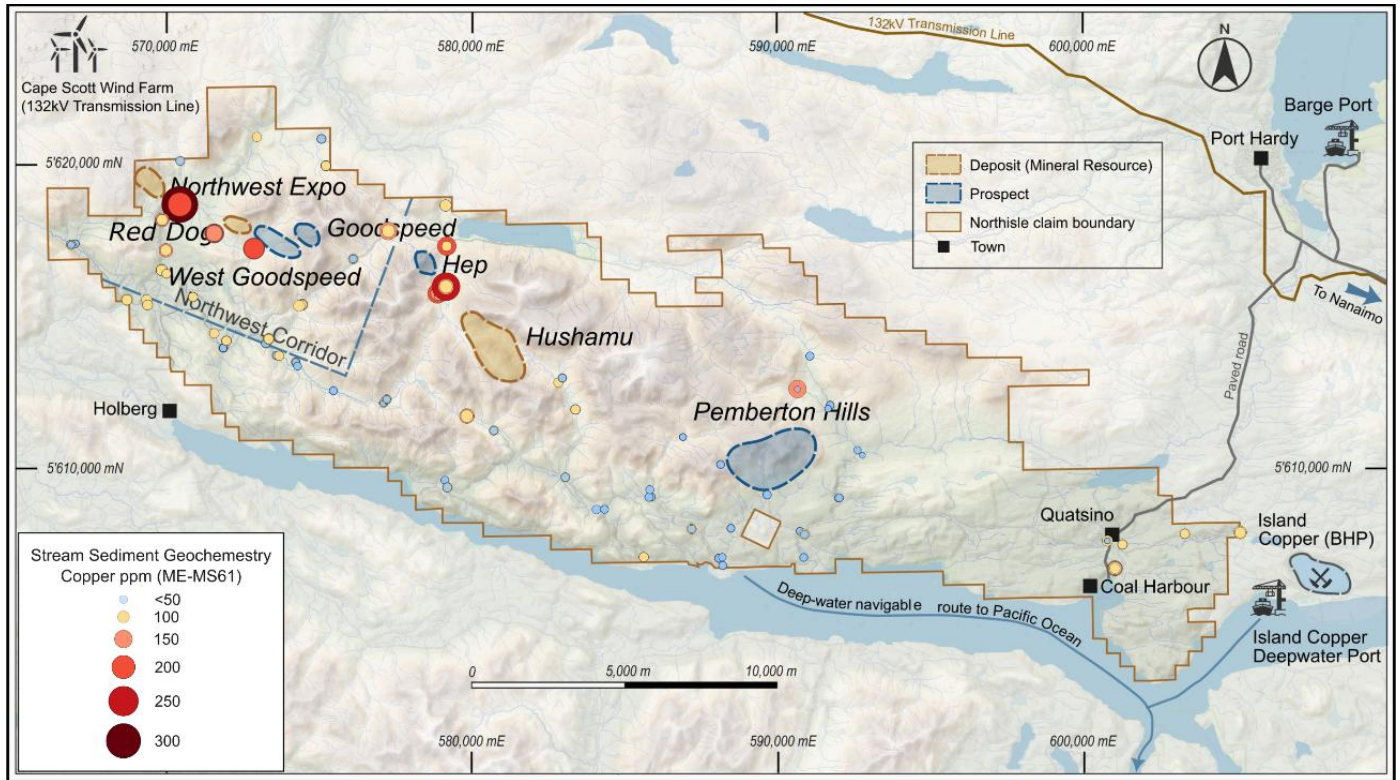 570,000 mE
580,000 mE
590,000 mE
600,000 mE
132kV Transmission Line
N
Cape Scott Wind Farm
(132kV Transmission Line)
Barge Port
Port Hardy
5'620,000 mN
Deposit (Mineral Resource)
Prospect
Northisle claim boundary
Town
Northwest Expo
Red Dog
Goodspeed
West Goodspeed
Hep
Northwest Corridor
Hushamu
To Nanaimo
Paved road
Holberg
Pemberton Hills
5'610,000 mN
5'610,000 mN
Quatsino
Island
Copper (BHP)
Coal Harbour
Deep-water navigable route to Pacific Ocean
Island Copper
Deepwater Port
Stream Sediment Geochemestry
Copper ppm (ME-MS61)
<50
100
150
200
250
300
0
5,000 m
10,000 m
580,000 mE
590,000 mE
600,000 mE